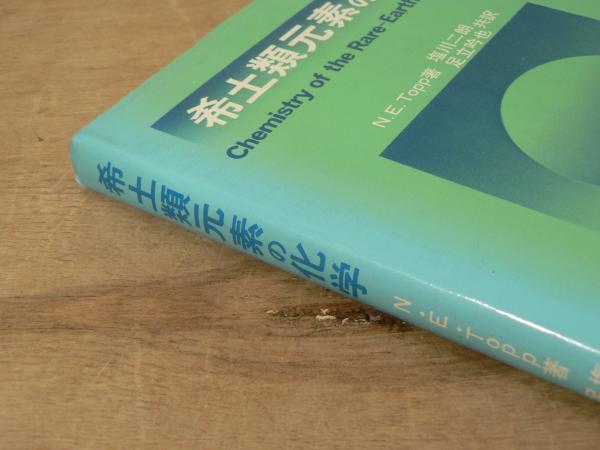 希土類元素の
Chemistry of the Rare-Earth
N.E.Topp著 塩川二朗
足立吟也 共訳
希土類元素の化学
N・E・Topp著